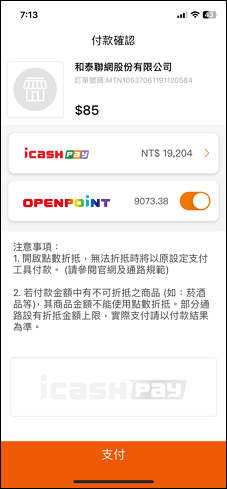 7:13
付款確認
和泰聯網股份有限公司
訂單號碼:MTN10537061191120584
$85
icash pay NT$ 19,204
OPENPOINT 9073.38
注意事項：
1. 開啟點數折抵，無法折抵時將以原設定支付
工具付款。 (請參閱官網及通路規範)
2. 若付款金額中有不可折抵之商品 (如：菸酒
品等)，其商品金額不能使用點數折抵。部分通
路設有折抵金額上限，實際支付請以付款結果
為準。
icash pay
支付